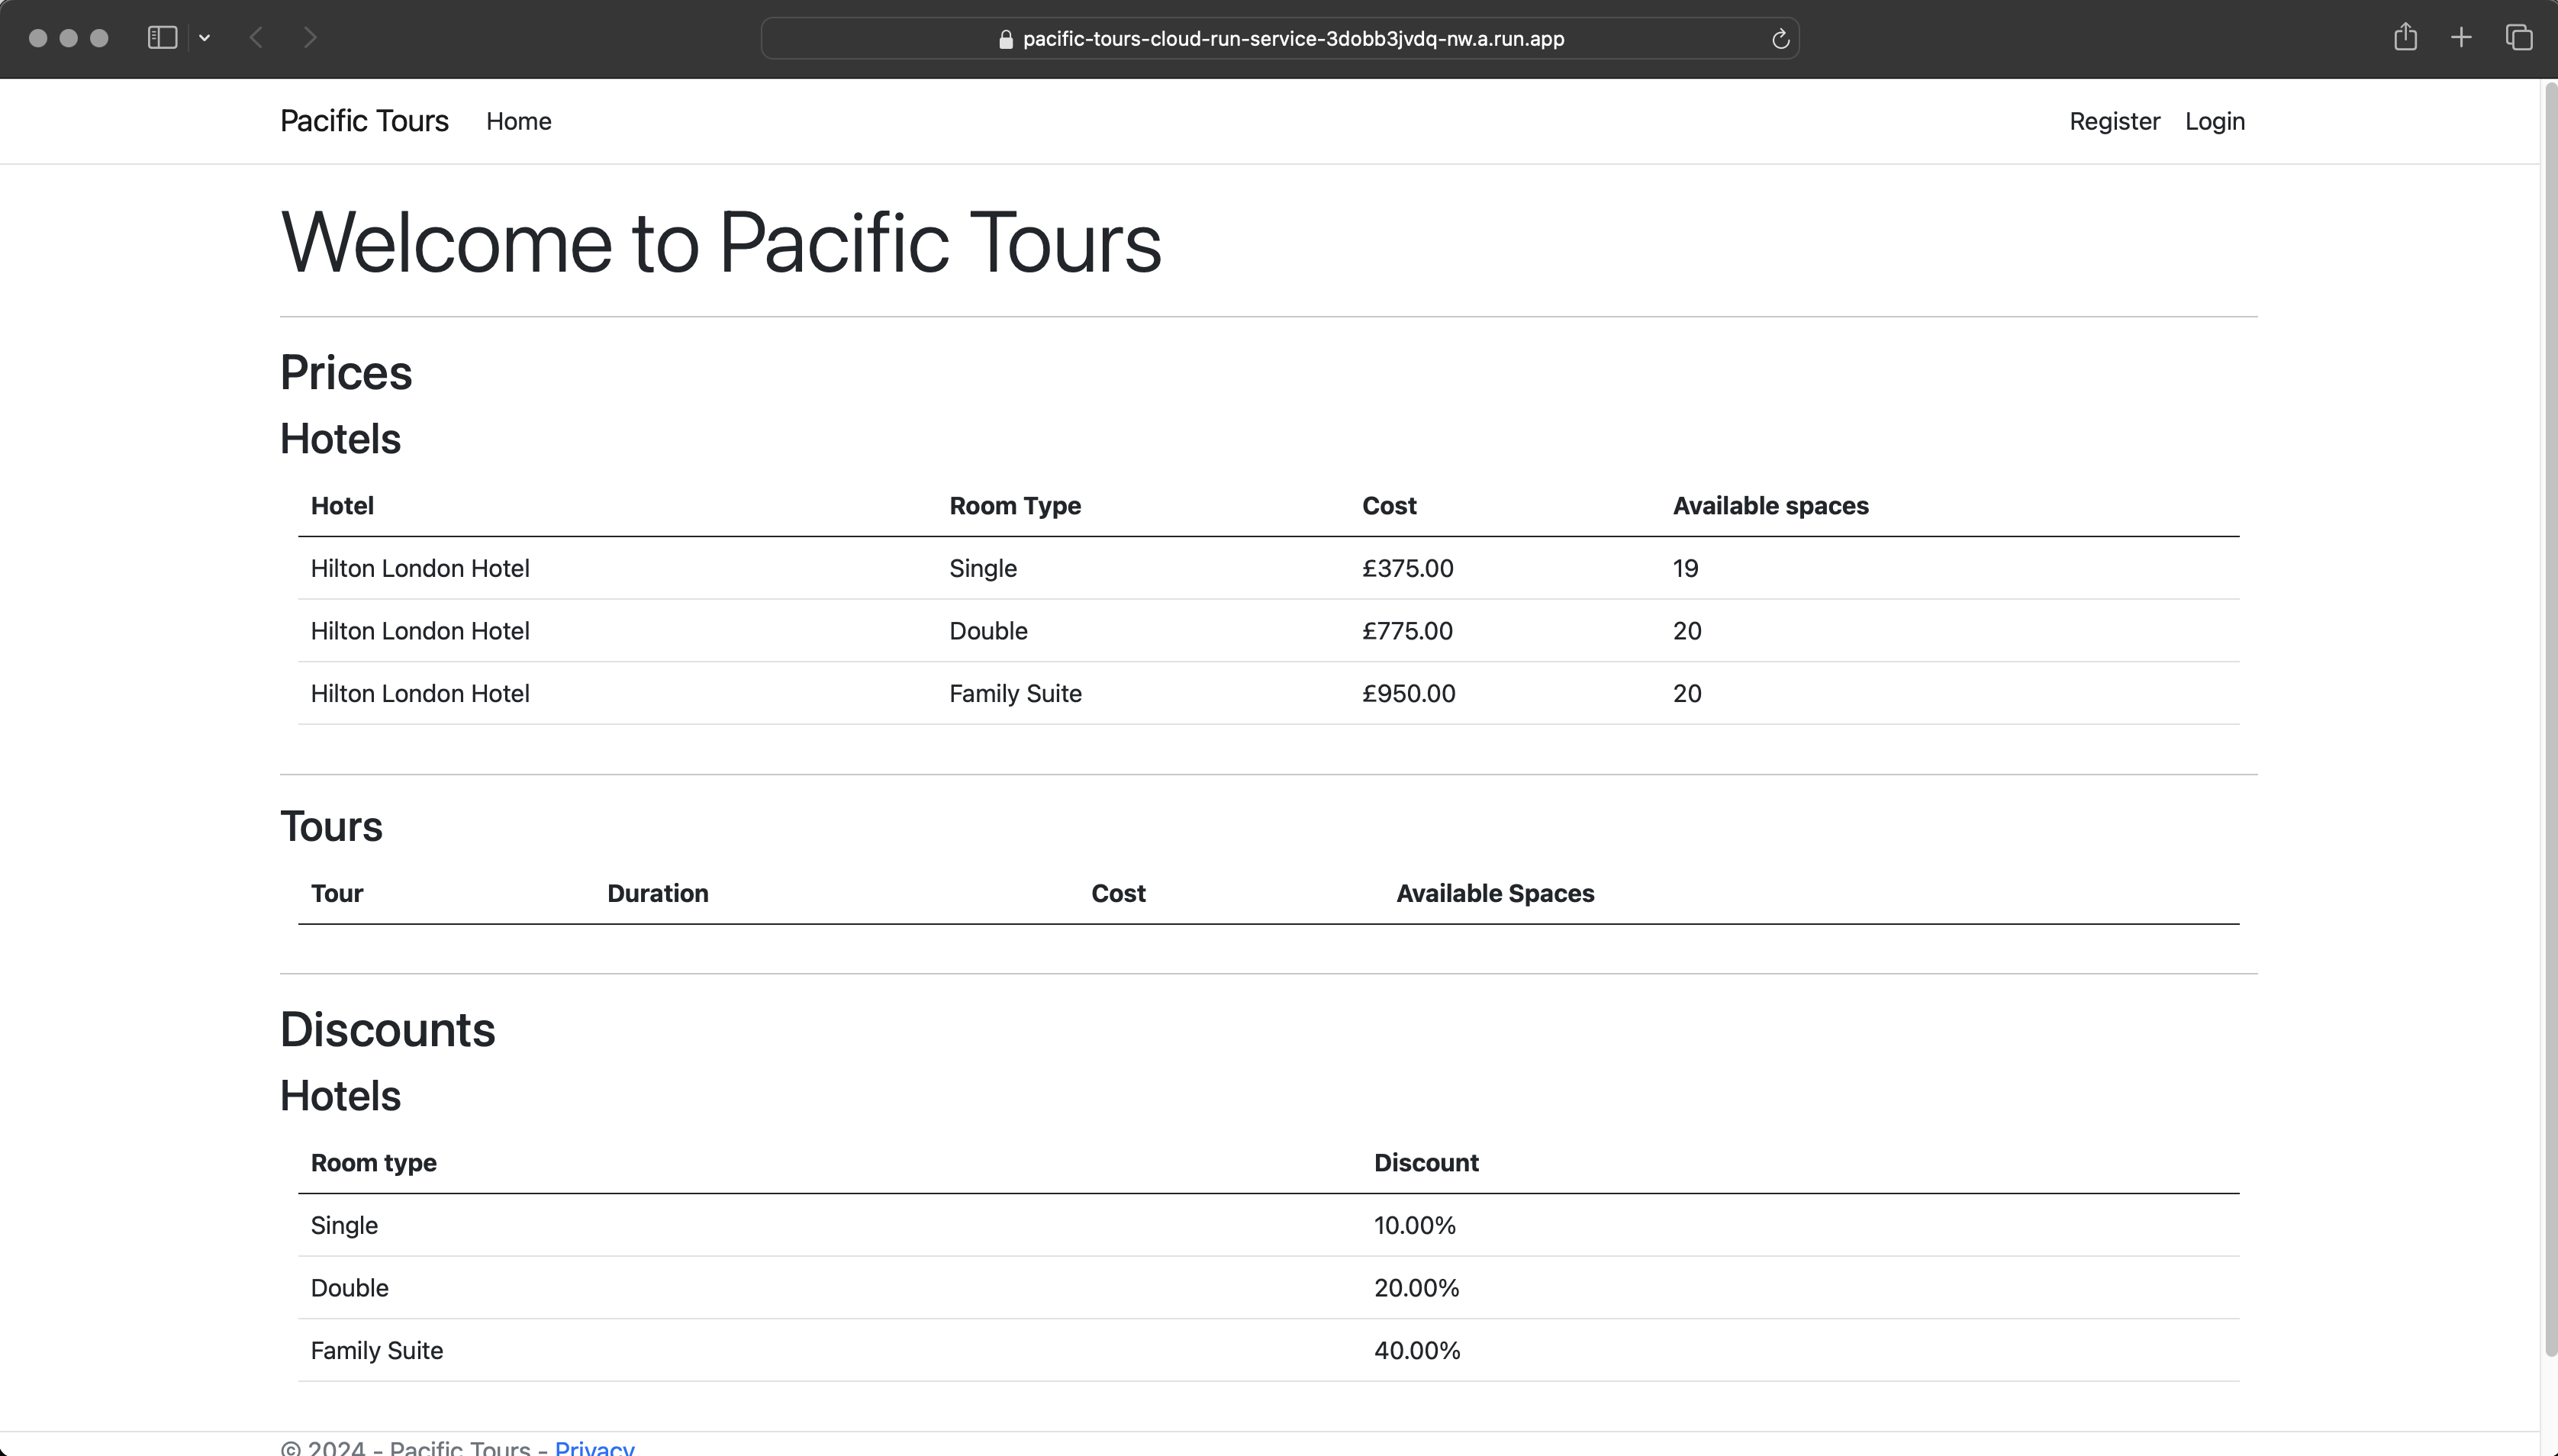 pacific-tours-cloud-run-service-3dobb3jvdq-nw.a.run.app
Pacific Tours Home Register Login
Welcome to Pacific Tours
Prices
Hotels
Hotel Room Type Cost Available spaces
Hilton London Hotel Single £375.00 19
Hilton London Hotel Double £775.00 20
Hilton London Hotel Family Suite £950.00 20
Tours
Tour Duration Cost Available Spaces
Discounts
Hotels
Room type Discount
Single 10.00%
Double 20.00%
Family Suite 40.00%
© 2024 - Pacific Tours - Privacy